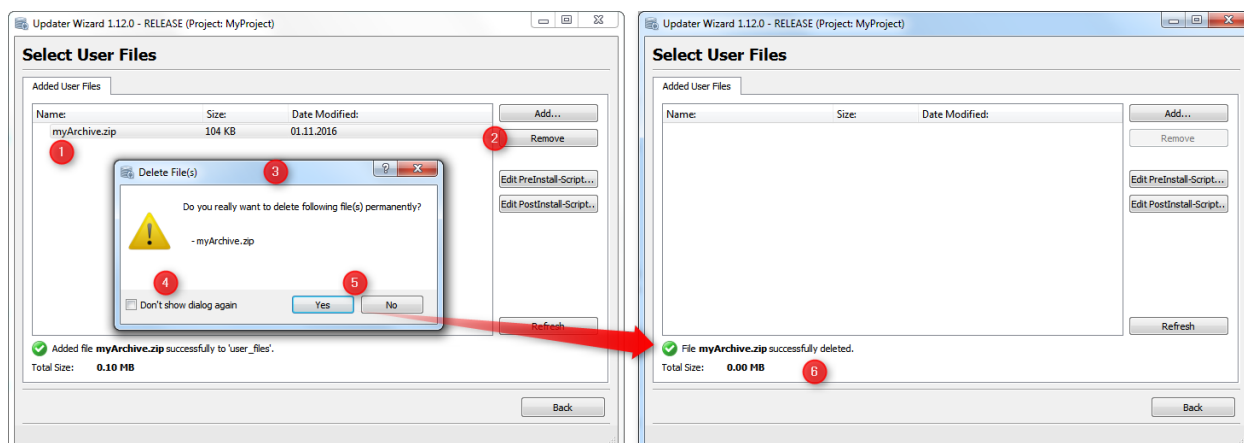 Updater Wizard 1.12.0 - RELEASE (Project: MyProject)
Select User Files
Added User Files
Name: Size: Date Modified:
myArchive.zip 104 KB 01.11.2016
1
Add...
2 Remove
Edit PreInstall-Script...
Edit PostInstall-Script..
Refresh
Delete File(s) 3 ?
Do you really want to delete following file(s) permanently?
- myArchive.zip
4 5
Don't show dialog again Yes No
Added file myArchive.zip successfully to 'user_files'.
Total Size: 0.10 MB
Back
Updater Wizard 1.12.0 - RELEASE (Project: MyProject)
Select User Files
Added User Files
Name: Size: Date Modified:
Add...
Remove
Edit PreInstall-Script...
Edit PostInstall-Script..
Refresh
File myArchive.zip successfully deleted.
Total Size: 0.00 MB 6
Back